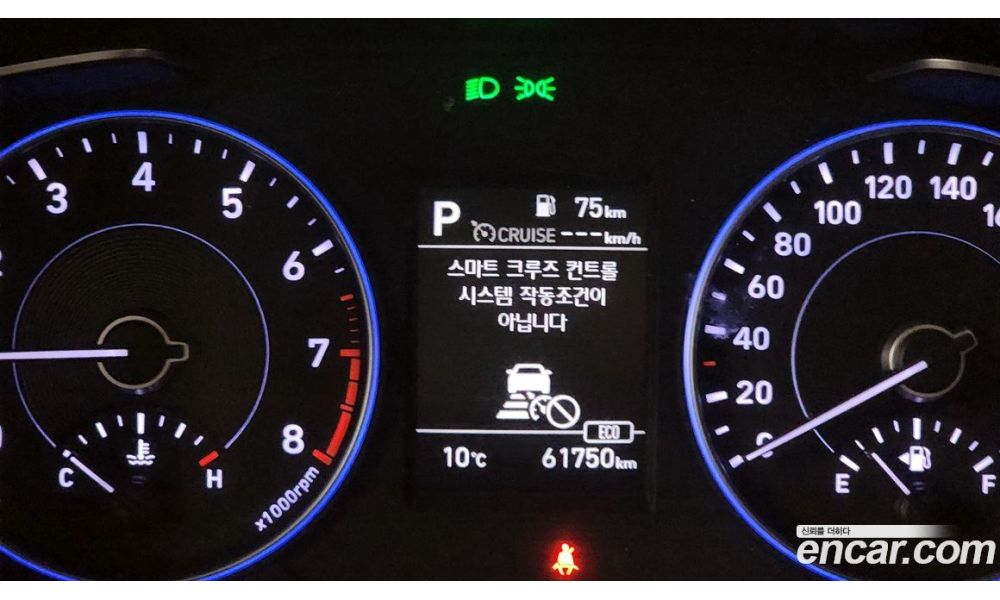 P 75km
CRUISE ---km/h
스마트 크루즈 컨트롤
시스템 작동조건이
아닙니다
ECO
10℃ 61750km
2 3 4 5 6 7 8
x1000rpm
C H
0 20 40 60 80 100 120 140
E F
신뢰를 더하다
encar.com